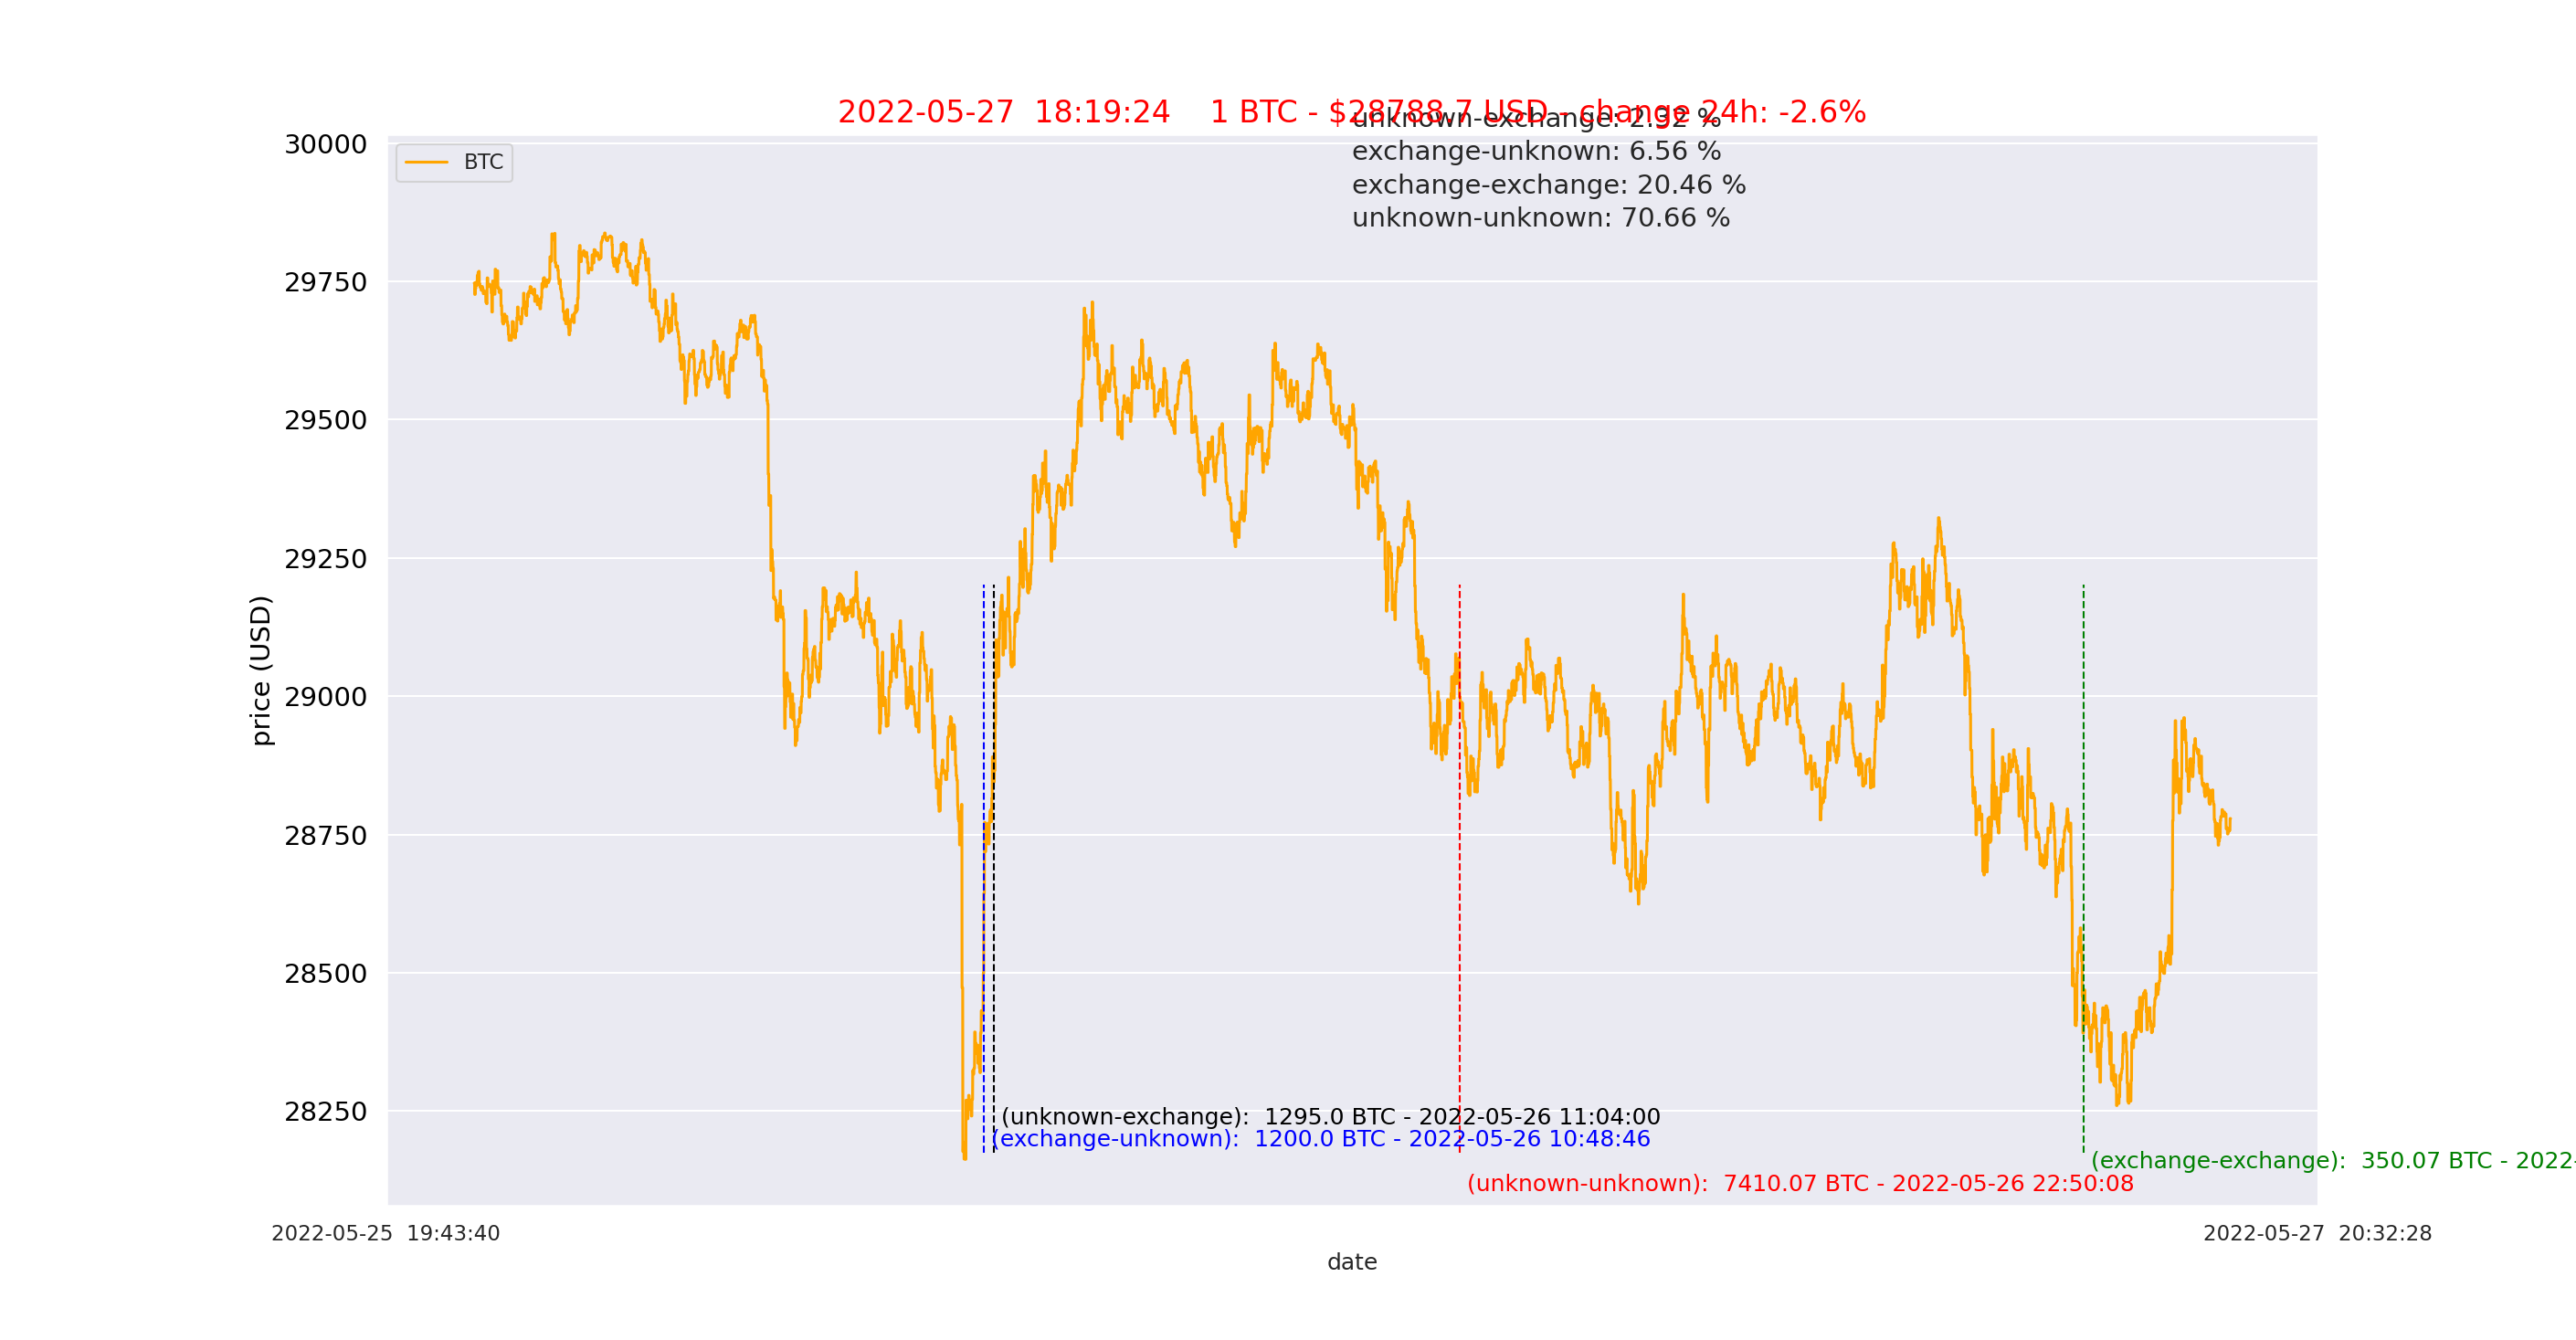 2022-05-27  18:19:24    1 BTC - $28788.7 USD - change 24h: -2.6%
unknown-exchange: 2.32 %
exchange-unknown: 6.56 %
exchange-exchange: 20.46 %
unknown-unknown: 70.66 %
BTC
30000
29750
29500
29250
29000
28750
28500
28250
price (USD)
(unknown-exchange):  1295.0 BTC - 2022-05-26 11:04:00
(exchange-unknown):  1200.0 BTC - 2022-05-26 10:48:46
(exchange-exchange):  350.07 BTC - 2022-
(unknown-unknown):  7410.07 BTC - 2022-05-26 22:50:08
2022-05-25  19:43:40
2022-05-27  20:32:28
date